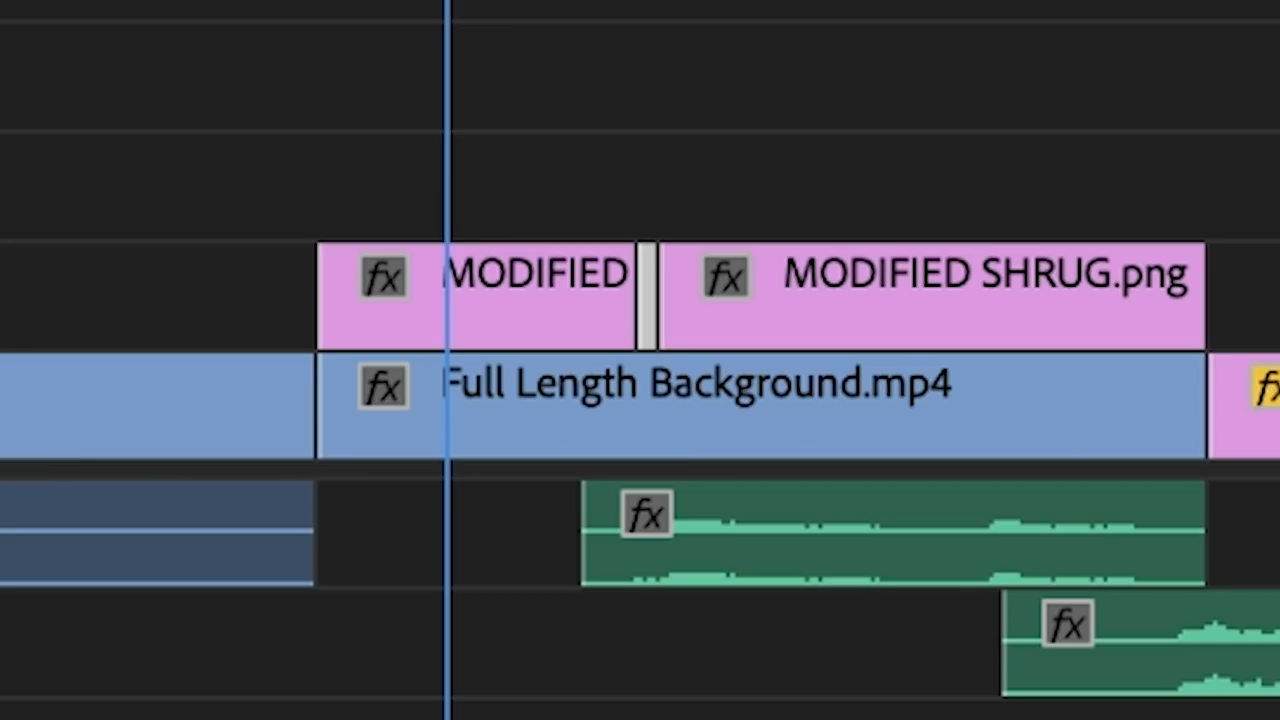 fx MODIFIED fx MODIFIED SHRUG.png
fx Full Length Background.mp4 fx
fx
fx